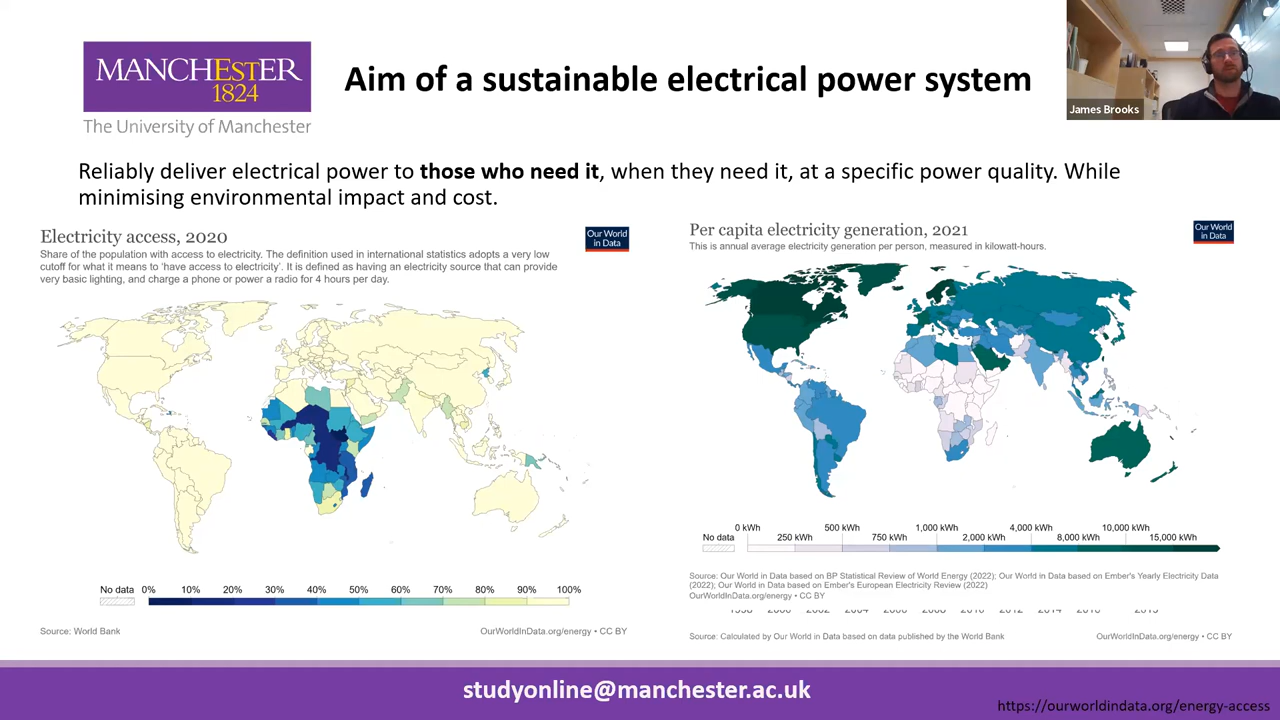 MANCHESTER
1824
The University of Manchester
Aim of a sustainable electrical power system
James Brooks
Reliably deliver electrical power to those who need it, when they need it, at a specific power quality. While
minimising environmental impact and cost.
Electricity access, 2020
Our World
in Data
Share of the population with access to electricity. The definition used in international statistics adopts a very low
cutoff for what it means to 'have access to electricity'. It is defined as having an electricity source that can provide
very basic lighting, and charge a phone or power a radio for 4 hours per day.
No data 0% 10% 20% 30% 40% 50% 60% 70% 80% 90% 100%
Source: World Bank
OurWorldInData.org/energy • CC BY
Per capita electricity generation, 2021
Our World
in Data
This is annual average electricity generation per person, measured in kilowatt-hours.
0 kWh 500 kWh 1,000 kWh 4,000 kWh 10,000 kWh
No data 250 kWh 750 kWh 2,000 kWh 8,000 kWh 15,000 kWh
Source: Our World in Data based on BP Statistical Review of World Energy (2022); Our World in Data based on Ember's Yearly Electricity Data
(2022); Our World in Data based on Ember's European Electricity Review (2022)
OurWorldInData.org/energy • CC BY
Source: Calculated by Our World in Data based on data published by the World Bank
OurWorldInData.org/energy • CC BY
studyonline@manchester.ac.uk
https://ourworldindata.org/energy-access